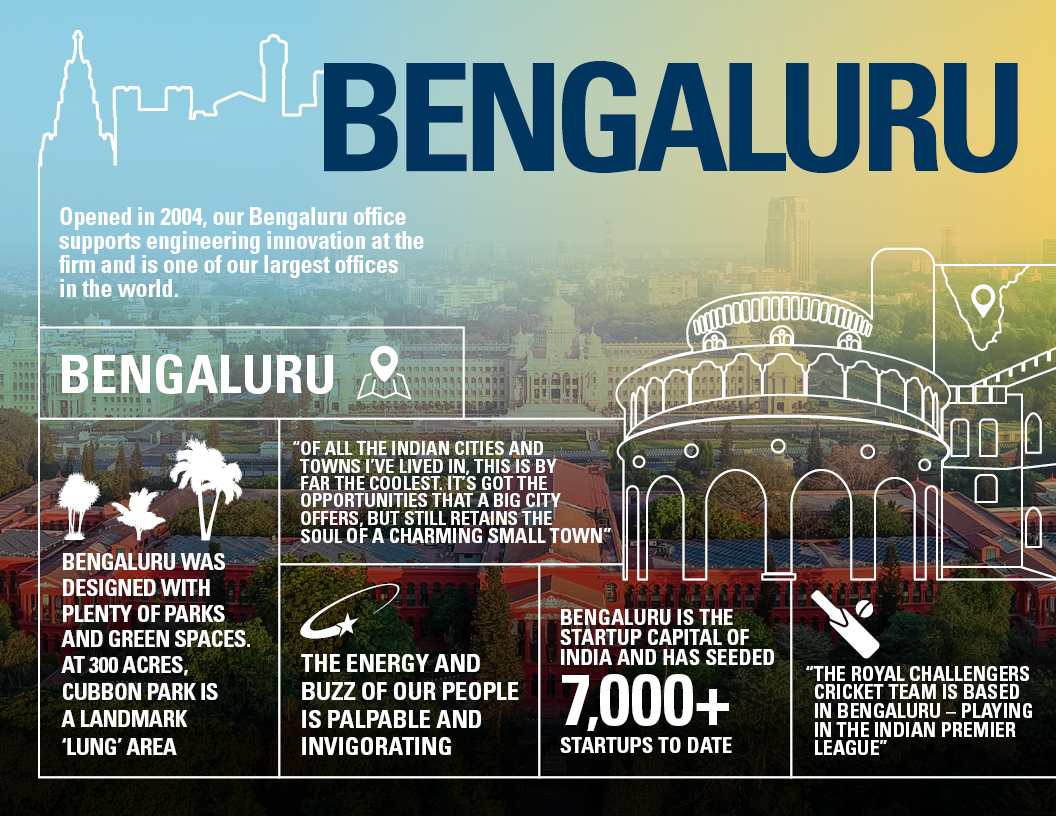 BENGALURU
Opened in 2004, our Bengaluru office
supports engineering innovation at the
firm and is one of our largest offices
in the world.
BENGALURU
BENGALURU WAS
DESIGNED WITH
PLENTY OF PARKS
AND GREEN SPACES.
AT 300 ACRES,
CUBBON PARK IS
A LANDMARK
‘LUNG’ AREA
“OF ALL THE INDIAN CITIES AND
TOWNS I’VE LIVED IN, THIS IS BY
FAR THE COOLEST. IT’S GOT THE
OPPORTUNITIES THAT A BIG CITY
OFFERS, BUT STILL RETAINS THE
SOUL OF A CHARMING SMALL TOWN”
THE ENERGY AND
BUZZ OF OUR PEOPLE
IS PALPABLE AND
INVIGORATING
BENGALURU IS THE
STARTUP CAPITAL OF
INDIA AND HAS SEEDED
7,000+
STARTUPS TO DATE
“THE ROYAL CHALLENGERS
CRICKET TEAM IS BASED
IN BENGALURU – PLAYING
IN THE INDIAN PREMIER
LEAGUE”